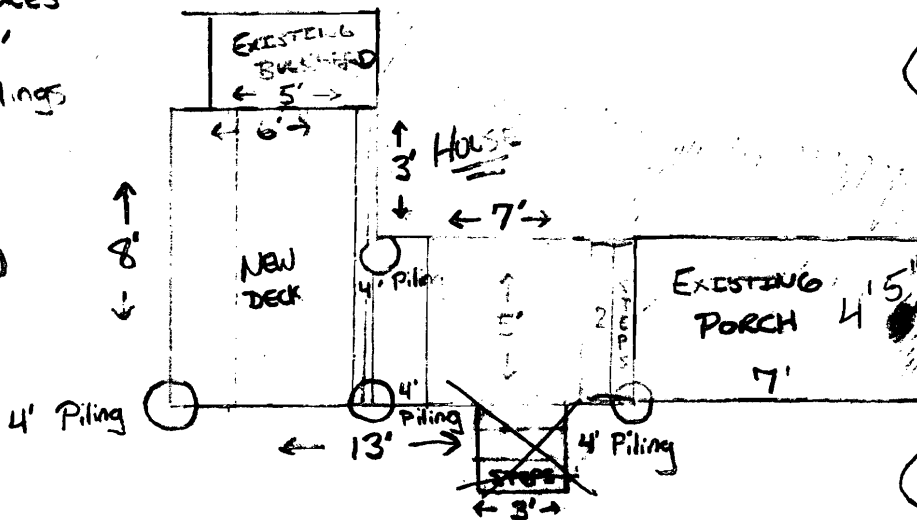 '
lings
EXISTING
BULKHEAD
5'
6'
3'
HOUSE
7'
8'
NEW
DECK
4' Piling
5'
2
STEPS
EXISTING
PORCH
4'5"
7'
4' Piling
4'
Piling
13'
4' Piling
STEPS
3'